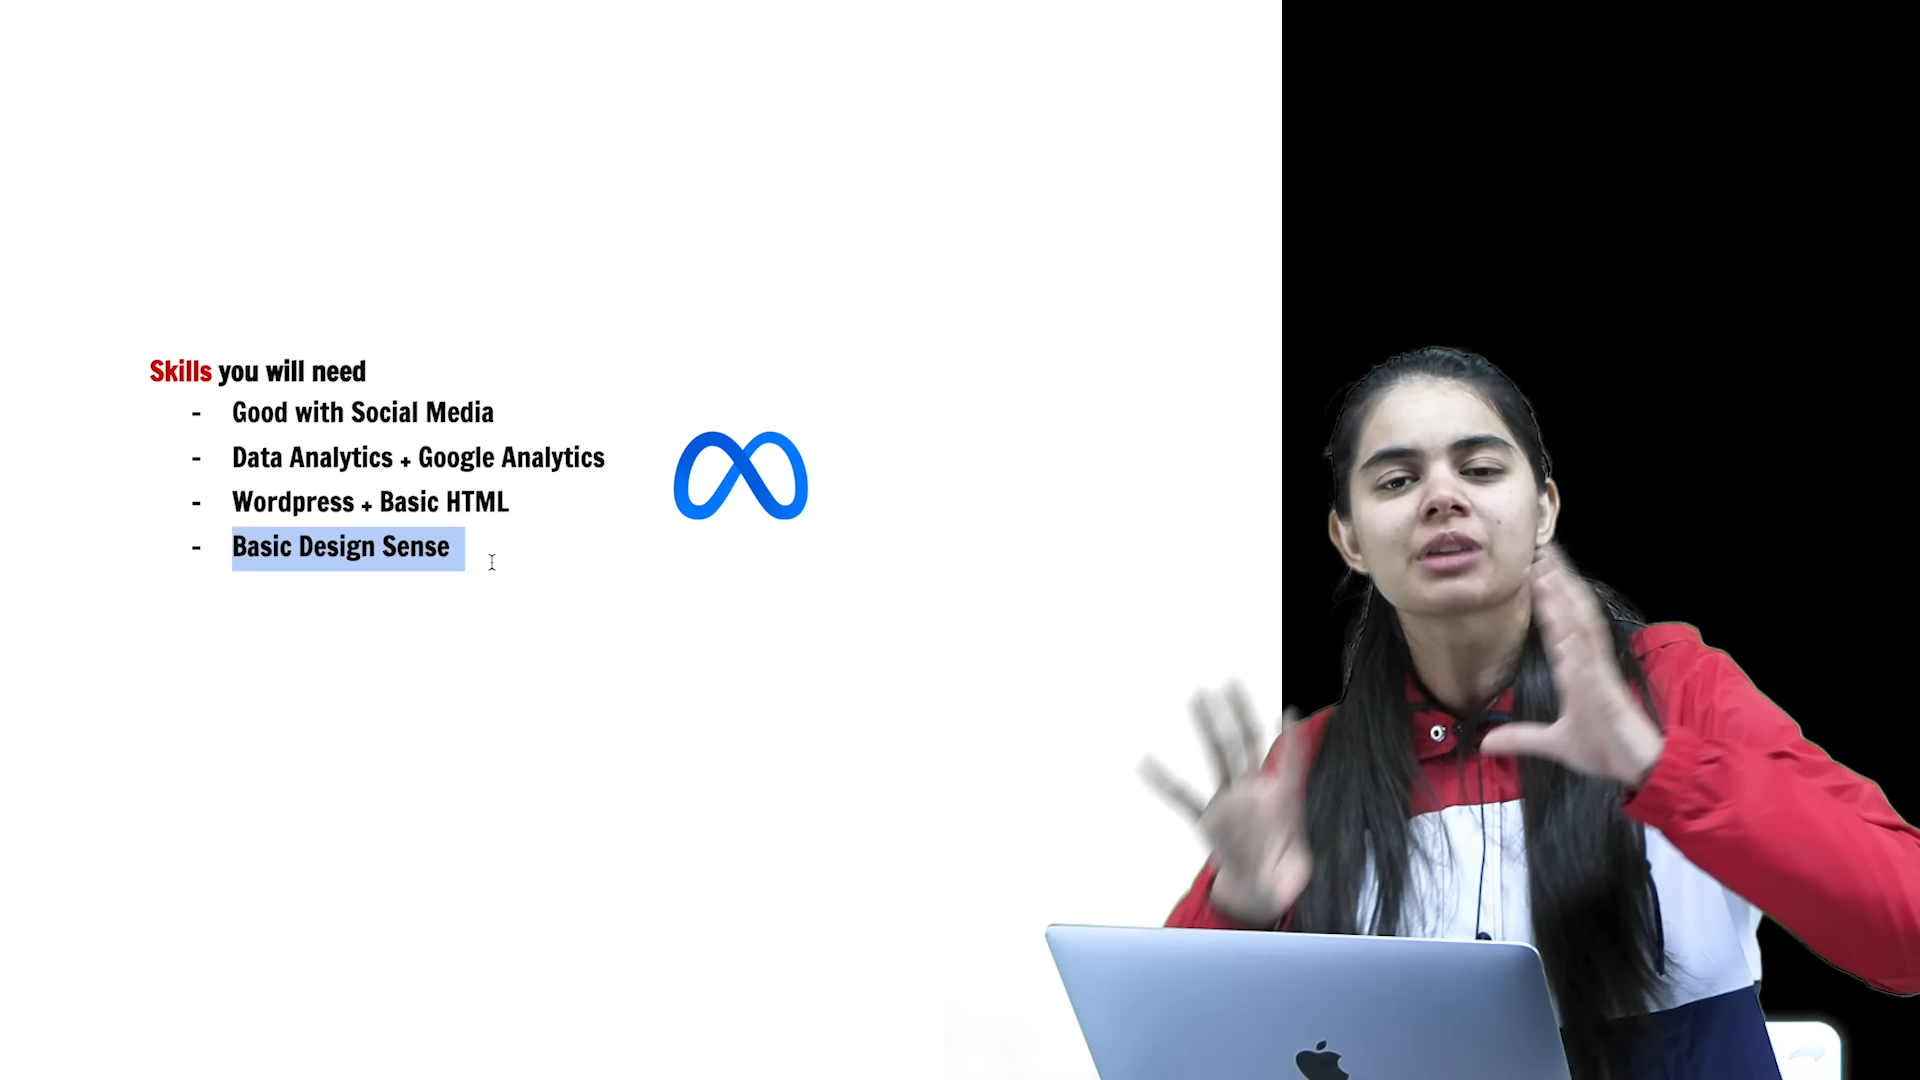 Skills you will need
- Good with Social Media
- Data Analytics + Google Analytics
- Wordpress + Basic HTML
- Basic Design Sense